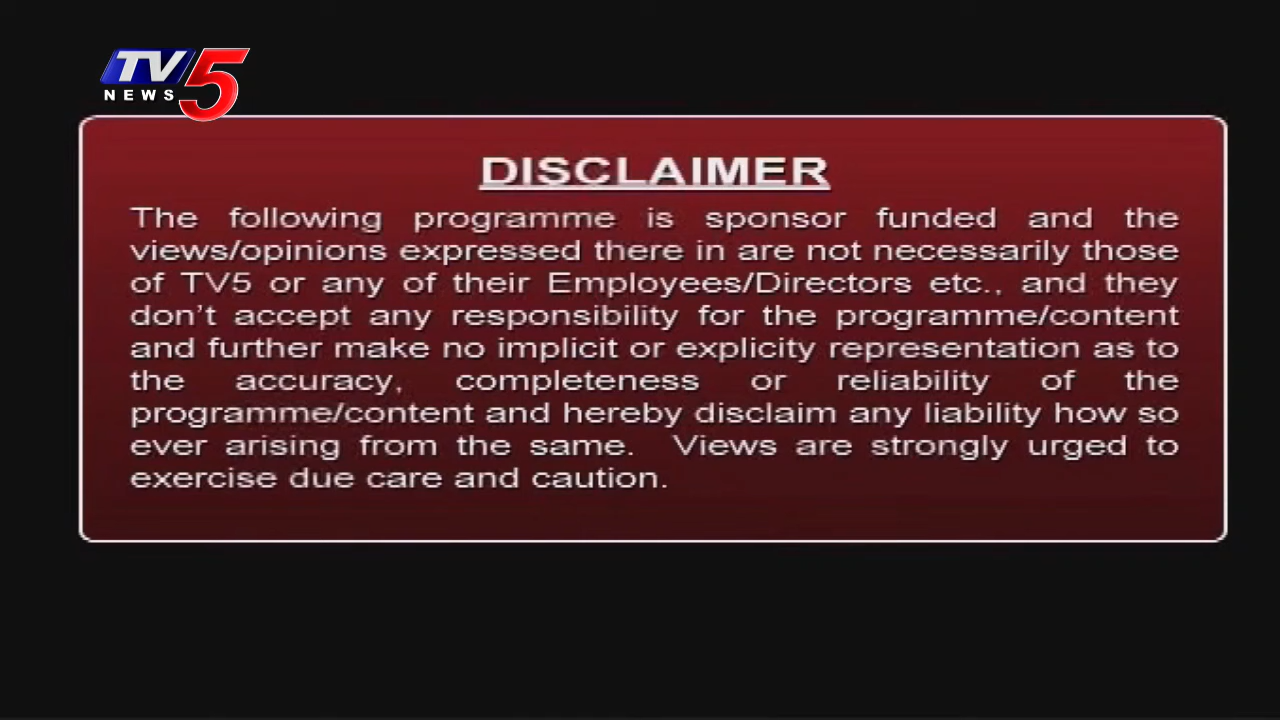 TV5
NEWS
DISCLAIMER
The following programme is sponsor funded and the
views/opinions expressed there in are not necessarily those
of TV5 or any of their Employees/Directors etc., and they
don't accept any responsibility for the programme/content
and further make no implicit or explicity representation as to
the accuracy, completeness or reliability of the
programme/content and hereby disclaim any liability how so
ever arising from the same. Views are strongly urged to
exercise due care and caution.